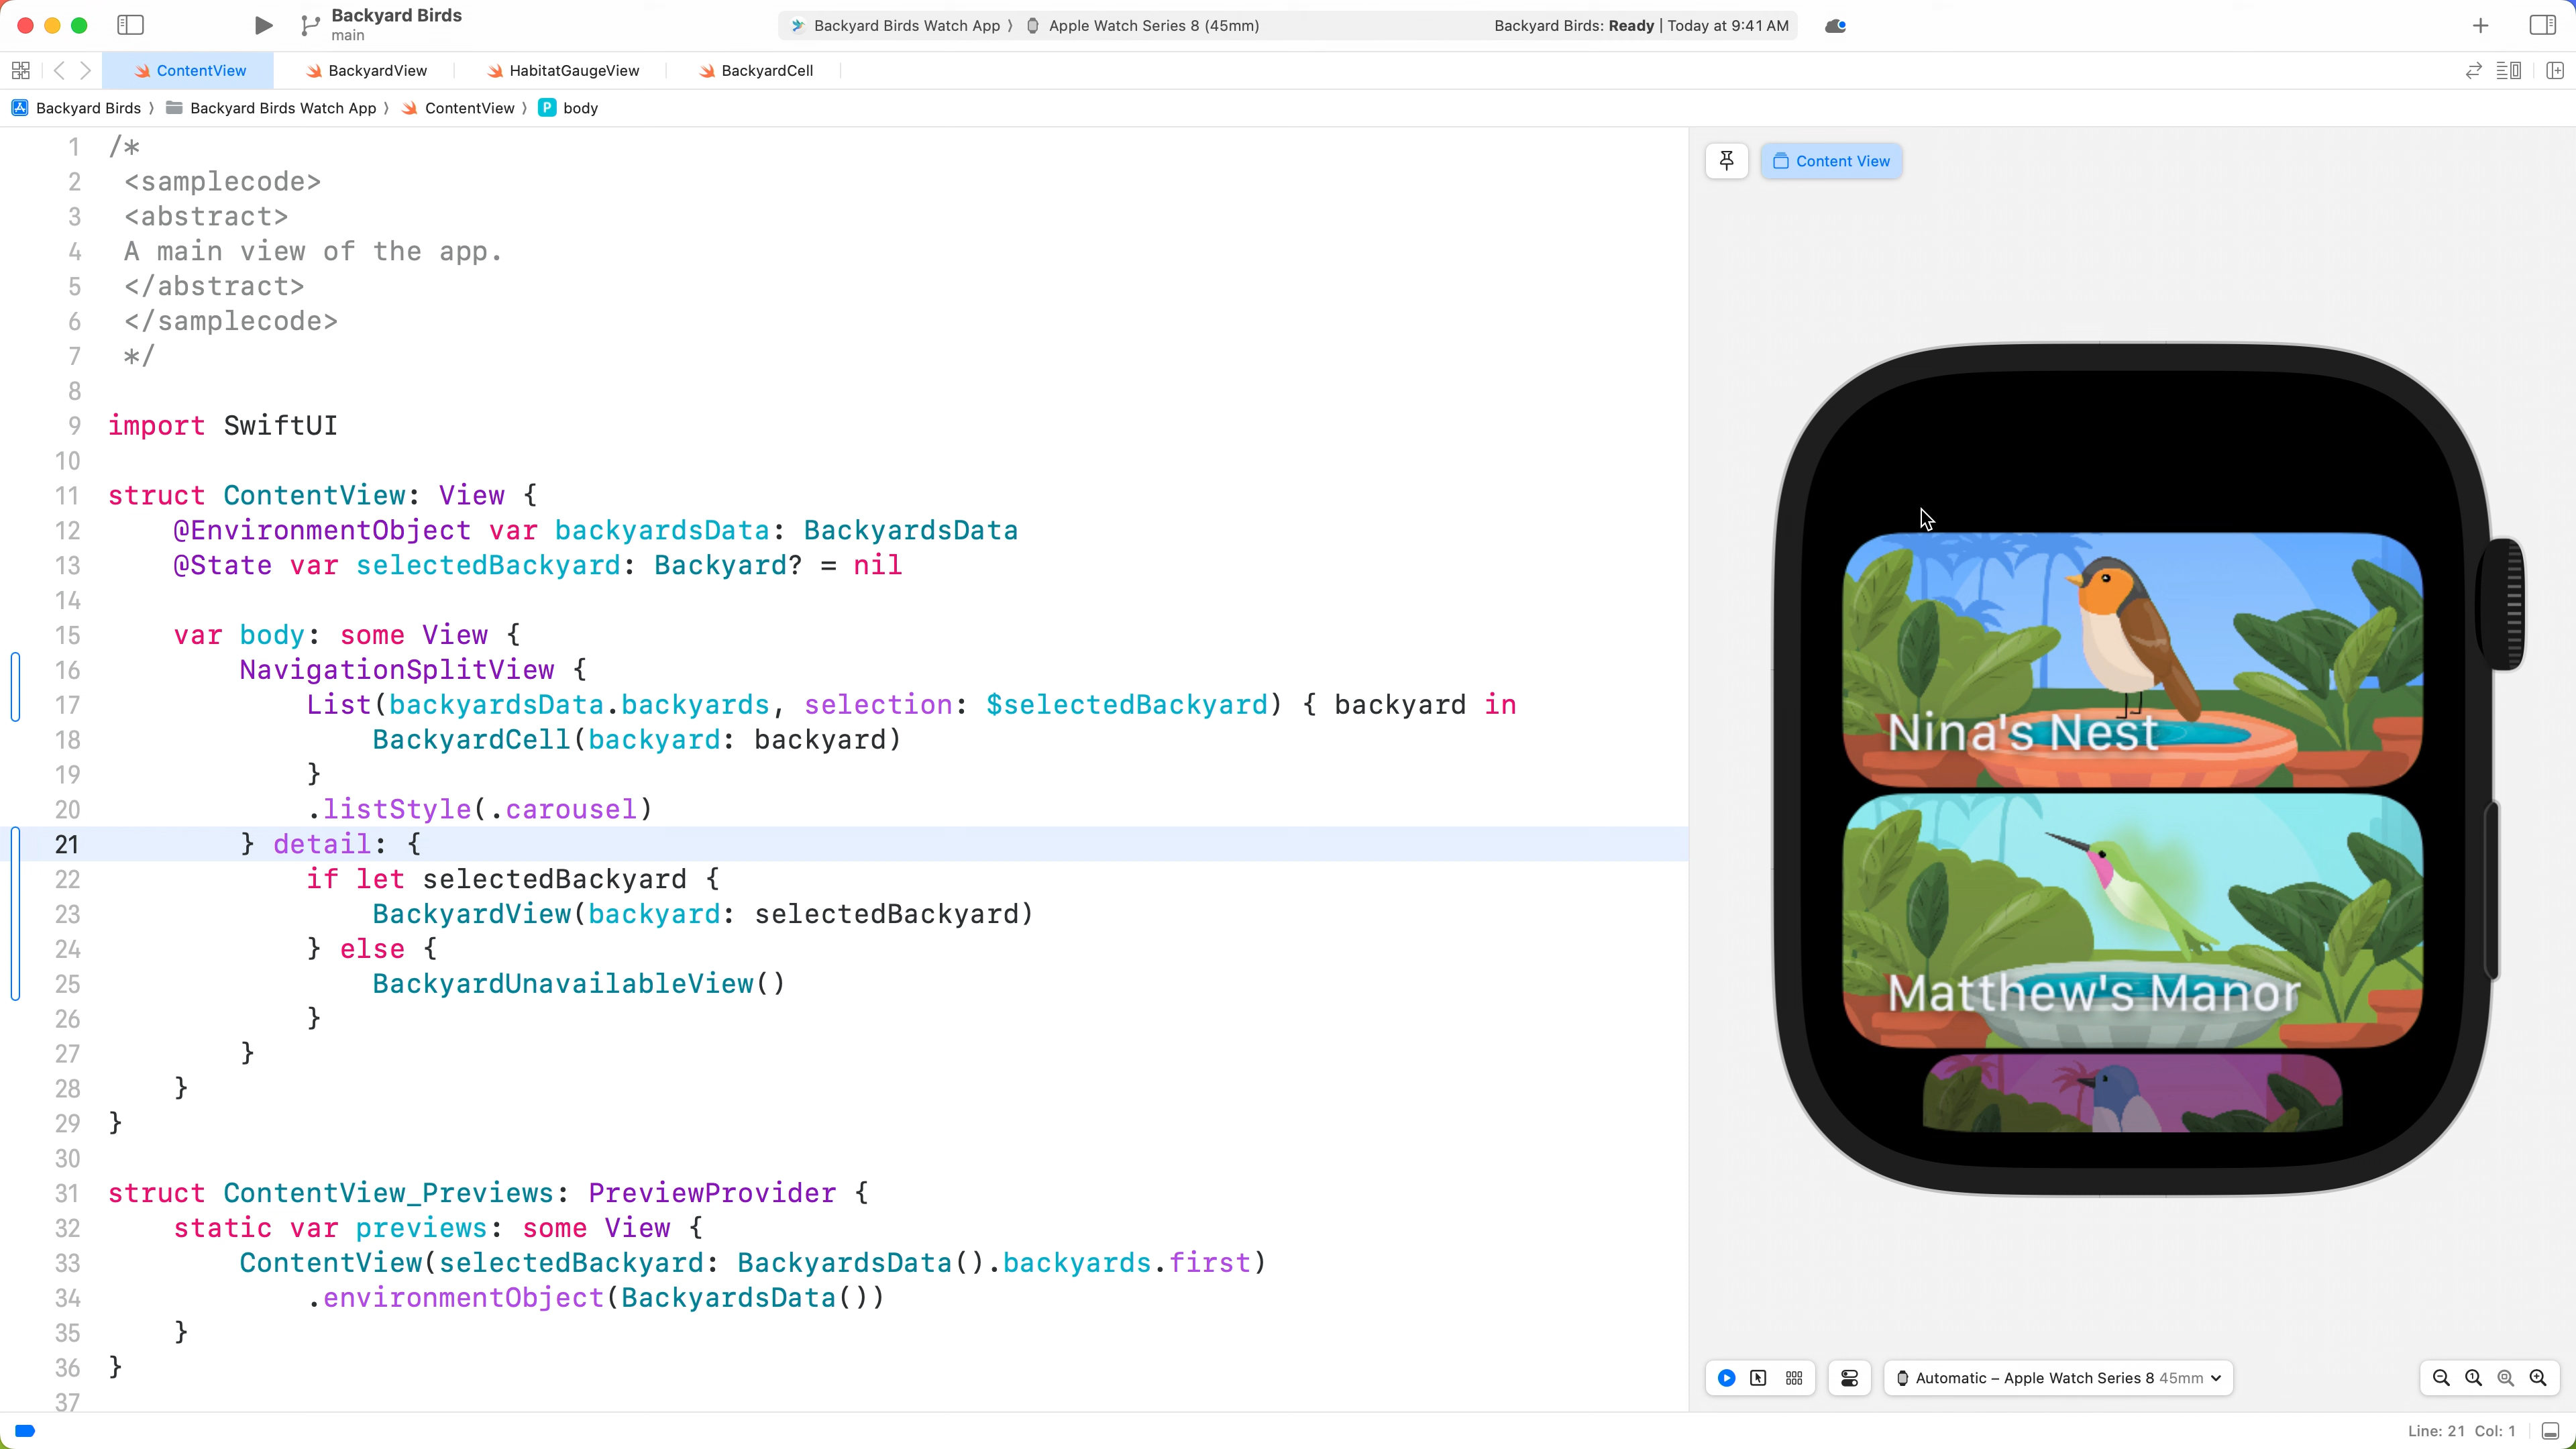 Backyard Birds
main
Backyard Birds Watch App ⟩ Apple Watch Series 8 (45mm)
Backyard Birds: Ready | Today at 9:41 AM
ContentView
BackyardView
HabitatGaugeView
BackyardCell
Backyard Birds ⟩ Backyard Birds Watch App ⟩ ContentView ⟩ P body
1 /*
2  <samplecode>
3  <abstract>
4  A main view of the app.
5  </abstract>
6  </samplecode>
7  */
8
9 import SwiftUI
10
11 struct ContentView: View {
12     @EnvironmentObject var backyardsData: BackyardsData
13     @State var selectedBackyard: Backyard? = nil
14
15     var body: some View {
16         NavigationSplitView {
17             List(backyardsData.backyards, selection: $selectedBackyard) { backyard in
18                 BackyardCell(backyard: backyard)
19             }
20             .listStyle(.carousel)
21         } detail: {
22             if let selectedBackyard {
23                 BackyardView(backyard: selectedBackyard)
24             } else {
25                 BackyardUnavailableView()
26             }
27         }
28     }
29 }
30
31 struct ContentView_Previews: PreviewProvider {
32     static var previews: some View {
33         ContentView(selectedBackyard: BackyardsData().backyards.first)
34             .environmentObject(BackyardsData())
35     }
36 }
37
Content View
Nina's Nest
Matthew's Manor
Automatic – Apple Watch Series 8 45mm
Line: 21 Col: 1